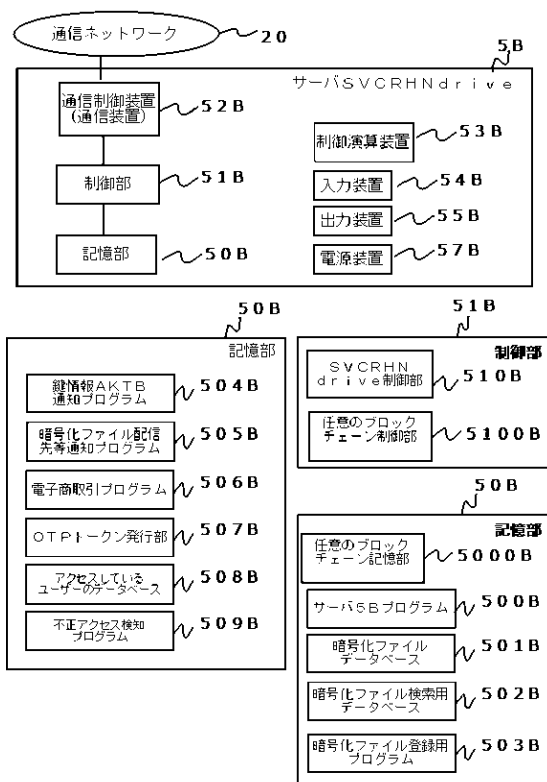 通信ネットワーク
20
5B
サーバSVCRHNdrive
通信制御装置
(通信装置)
52B
制御部
51B
記憶部
50B
制御演算装置
53B
入力装置
54B
出力装置
55B
電源装置
57B
50B
記憶部
鍵情報AKTB
通知プログラム
504B
暗号化ファイル配信
先等通知プログラム
505B
電子商取引プログラム
506B
OTPトークン発行部
507B
アクセスしている
ユーザーのデータベース
508B
不正アクセス検知
プログラム
509B
51B
制御部
SVCRHN
drive制御部
510B
任意のブロック
チェーン制御部
5100B
50B
記憶部
任意のブロック
チェーン記憶部
5000B
サーバ5Bプログラム
500B
暗号化ファイル
データベース
501B
暗号化ファイル検索用
データベース
502B
暗号化ファイル登録用
プログラム
503B